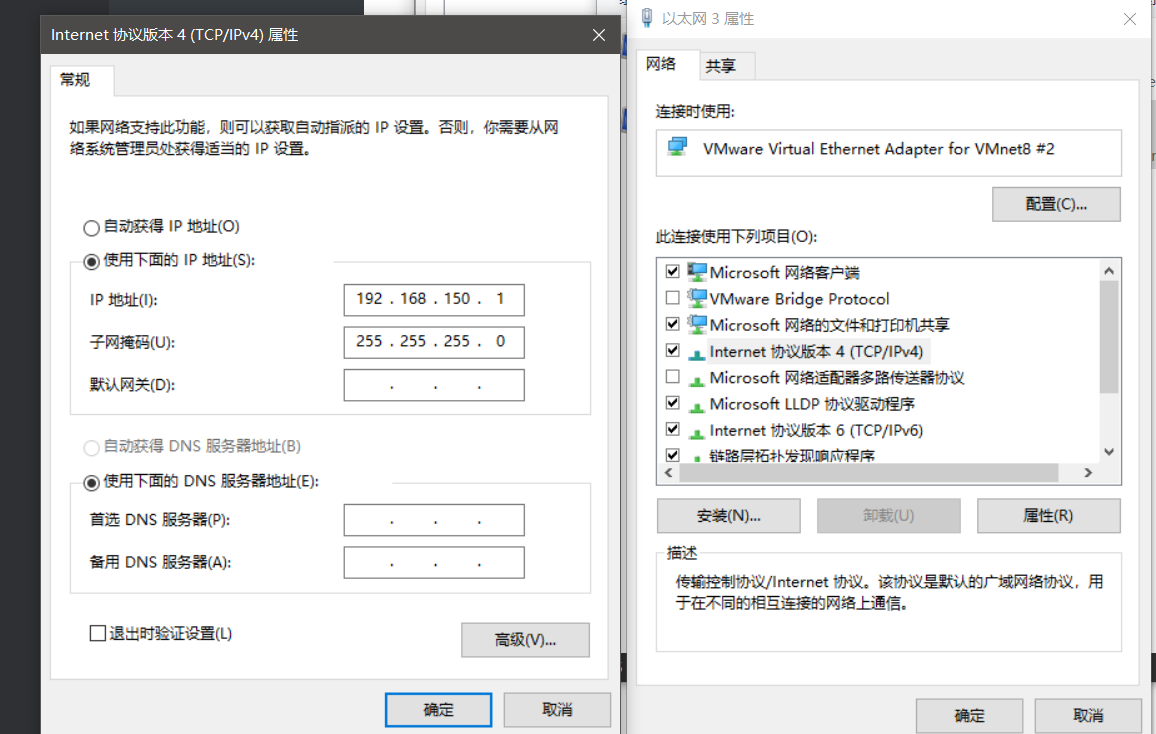 Internet 协议版本 4 (TCP/IPv4) 属性
常规
如果网络支持此功能，则可以获取自动指派的 IP 设置。否则，你需要从网
络系统管理员处获得适当的 IP 设置。
自动获得 IP 地址(O)
使用下面的 IP 地址(S):
IP 地址(I):
192 . 168 . 150 . 1
子网掩码(U):
255 . 255 . 255 . 0
默认网关(D):
. . .
自动获得 DNS 服务器地址(B)
使用下面的 DNS 服务器地址(E):
首选 DNS 服务器(P):
. . .
备用 DNS 服务器(A):
. . .
退出时验证设置(L)
高级(V)...
确定
取消
以太网 3 属性
网络
共享
连接时使用:
VMware Virtual Ethernet Adapter for VMnet8 #2
配置(C)...
此连接使用下列项目(O):
Microsoft 网络客户端
VMware Bridge Protocol
Microsoft 网络的文件和打印机共享
Internet 协议版本 4 (TCP/IPv4)
Microsoft 网络适配器多路传送器协议
Microsoft LLDP 协议驱动程序
Internet 协议版本 6 (TCP/IPv6)
链路层拓扑发现响应程序
安装(N)...
卸载(U)
属性(R)
描述
传输控制协议/Internet 协议。该协议是默认的广域网络协议，用
于在不同的相互连接的网络上通信。
确定
取消